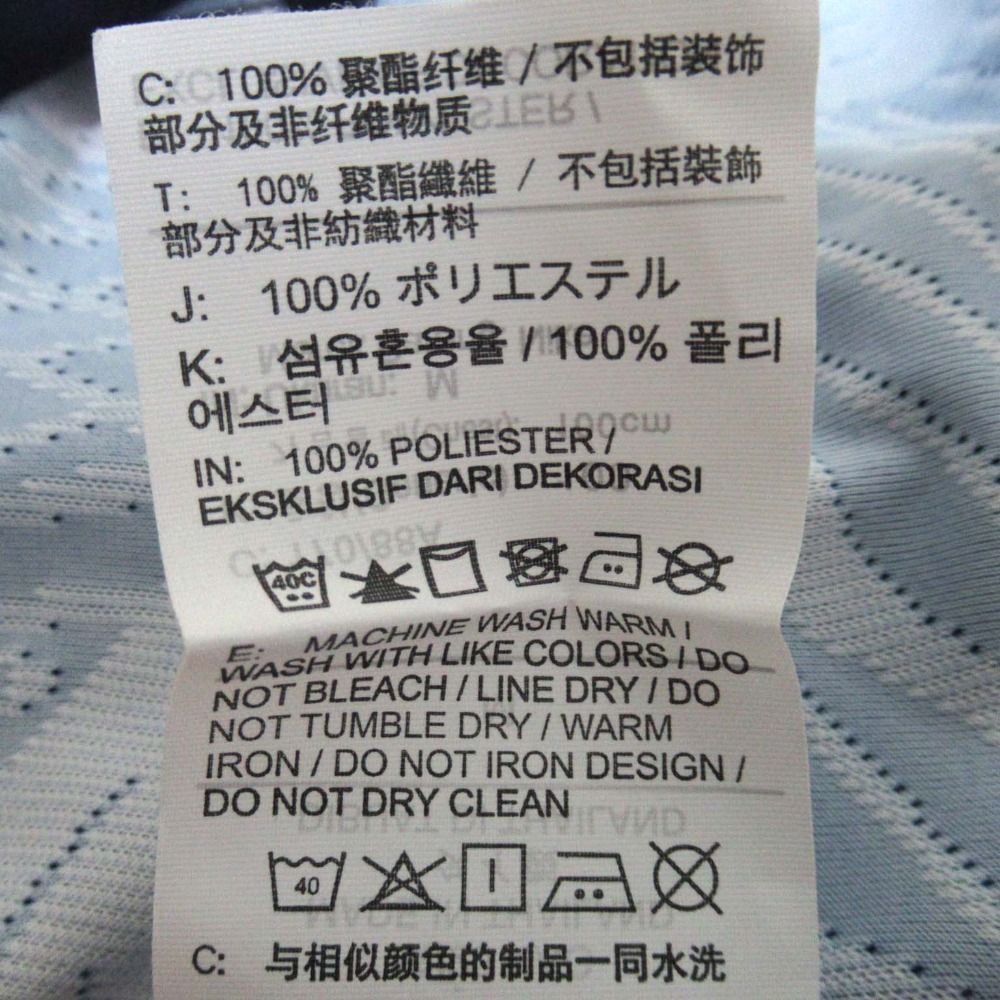 C: 100% 聚酯纤维 / 不包括装饰
部分及非纤维物质
T: 100% 聚酯纖維 / 不包括裝飾
部分及非紡織材料
J: 100% ポリエステル
K: 섬유혼용율 / 100% 폴리
에스터
IN: 100% POLIESTER /
EKSKLUSIF DARI DEKORASI
40C
E: MACHINE WASH WARM /
WASH WITH LIKE COLORS / DO
NOT BLEACH / LINE DRY / DO
NOT TUMBLE DRY / WARM
IRON / DO NOT IRON DESIGN /
DO NOT DRY CLEAN
40
C: 与相似颜色的制品一同水洗